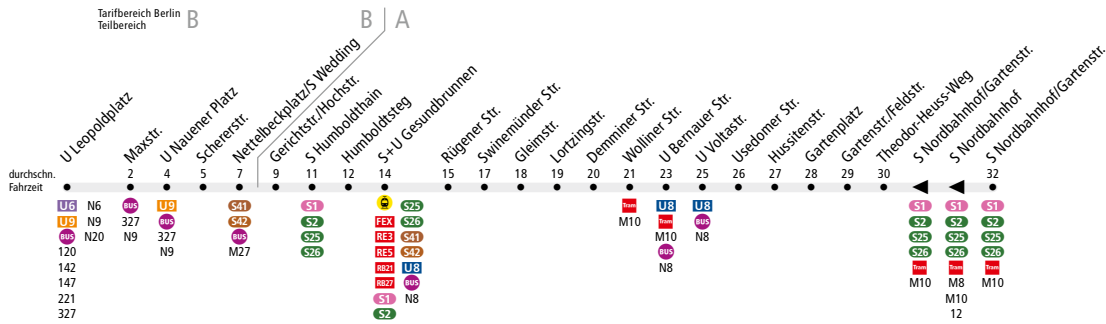 Tarifbereich Berlin
Teilbereich
B
B
A
U Leopoldplatz
Maxstr.
U Nauener Platz
Schererstr.
Nettelbeckplatz/S Wedding
Gerichtstr./Hochstr.
S Humboldthain
Humboldtsteg
S+U Gesundbrunnen
Rügener Str.
Swinemünder Str.
Gleimstr.
Lortzingstr.
Demminer Str.
Wolliner Str.
U Bernauer Str.
U Voltastr.
Usedomer Str.
Hussitenstr.
Gartenplatz
Gartenstr./Feldstr.
Theodor-Heuss-Weg
S Nordbahnhof/Gartenstr.
S Nordbahnhof
S Nordbahnhof/Gartenstr.
durchschn.
Fahrzeit
2 4 5 7 9 11 12 14 15 17 18 19 20 21 23 25 26 27 28 29 30 32
U6 N6
U9 N9
BUS N20
120
142
147
221
327
BUS
327
N9
U9
BUS
327
N9
S41
S42
BUS
M27
S1
S2
S25
S26
S25
FEX S26
RE3 S41
RE5 S42
RB21 U8
RB27 BUS
S1 N8
S2
Tram
M10
U8
Tram
M10
BUS
N8
U8
BUS
N8
S1
S2
S25
S26
Tram
M10
S1
S2
S25
S26
Tram
M8
M10
12
S1
S2
S25
S26
Tram
M10